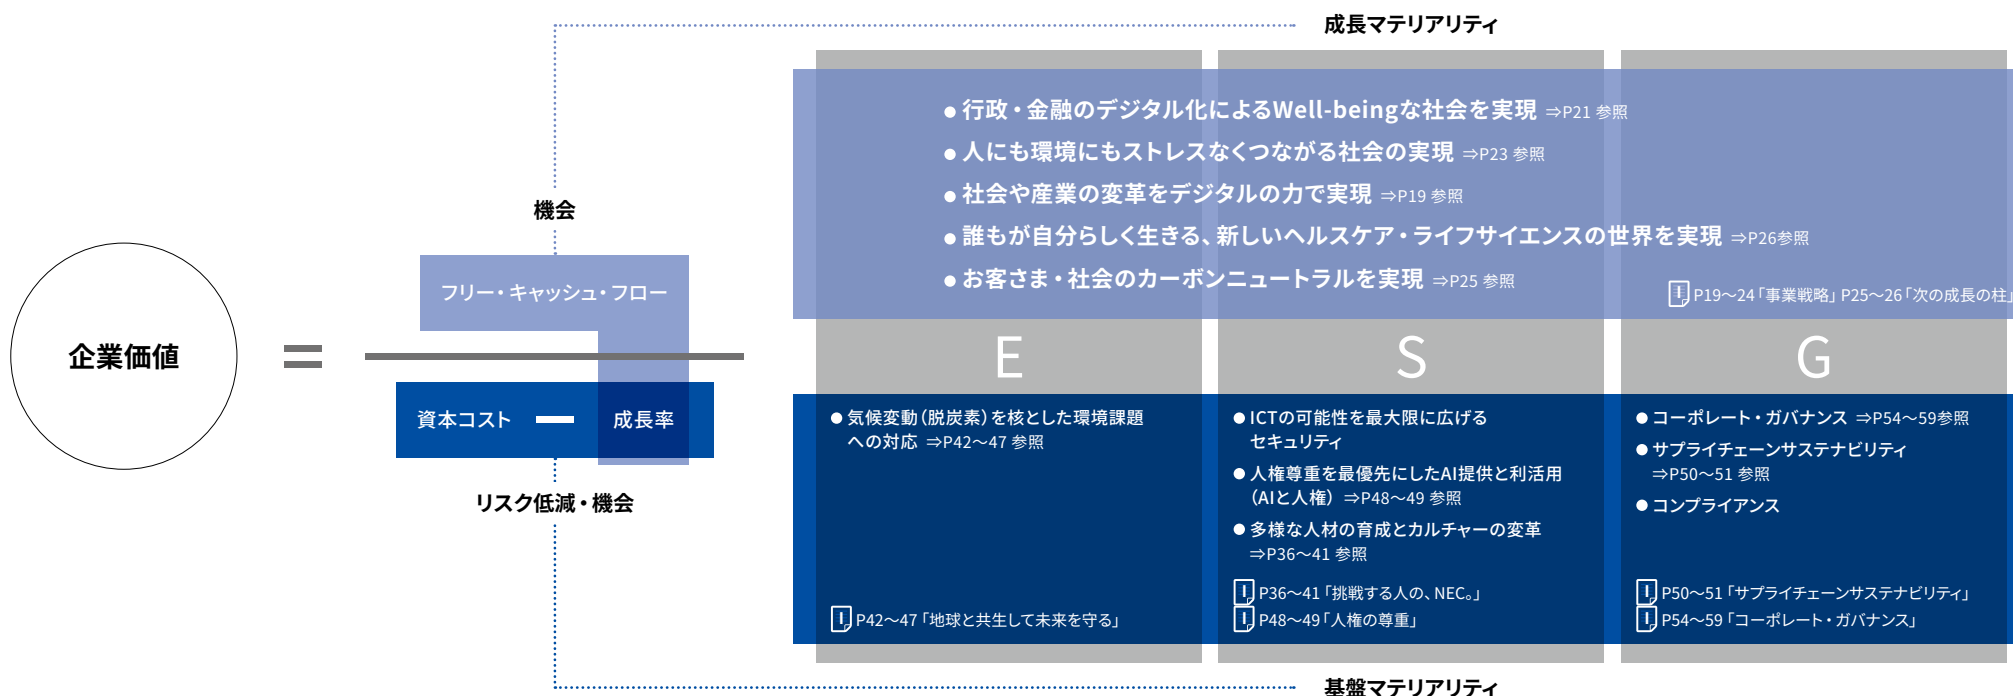 成長マテリアリティ
● 行政・金融のデジタル化によるWell-beingな社会を実現 ⇒P21 参照
● 人にも環境にもストレスなくつながる社会の実現 ⇒P23 参照
● 社会や産業の変革をデジタルの力で実現 ⇒P19 参照
● 誰もが自分らしく生きる、新しいヘルスケア・ライフサイエンスの世界を実現 ⇒P26参照
● お客さま・社会のカーボンニュートラルを実現 ⇒P25 参照
P19～24「事業戦略」 P25～26「次の成長の柱」
機会
フリー・キャッシュ・フロー
企業価値
=
資本コスト
ー
成長率
リスク低減・機会
E
● 気候変動（脱炭素）を核とした環境課題
への対応 ⇒P42～47 参照
P42～47「地球と共生して未来を守る」
S
● ICTの可能性を最大限に広げる
セキュリティ
● 人権尊重を最優先にしたAI提供と利活用
（AIと人権） ⇒P48～49 参照
● 多様な人材の育成とカルチャーの変革
⇒P36～41 参照
P36～41「挑戦する人の、NEC。」
P48～49「人権の尊重」
G
● コーポレート・ガバナンス ⇒P54～59参照
● サプライチェーンサステナビリティ
⇒P50～51 参照
● コンプライアンス
P50～51「サプライチェーンサステナビリティ」
P54～59「コーポレート・ガバナンス」
基盤マテリアリティ